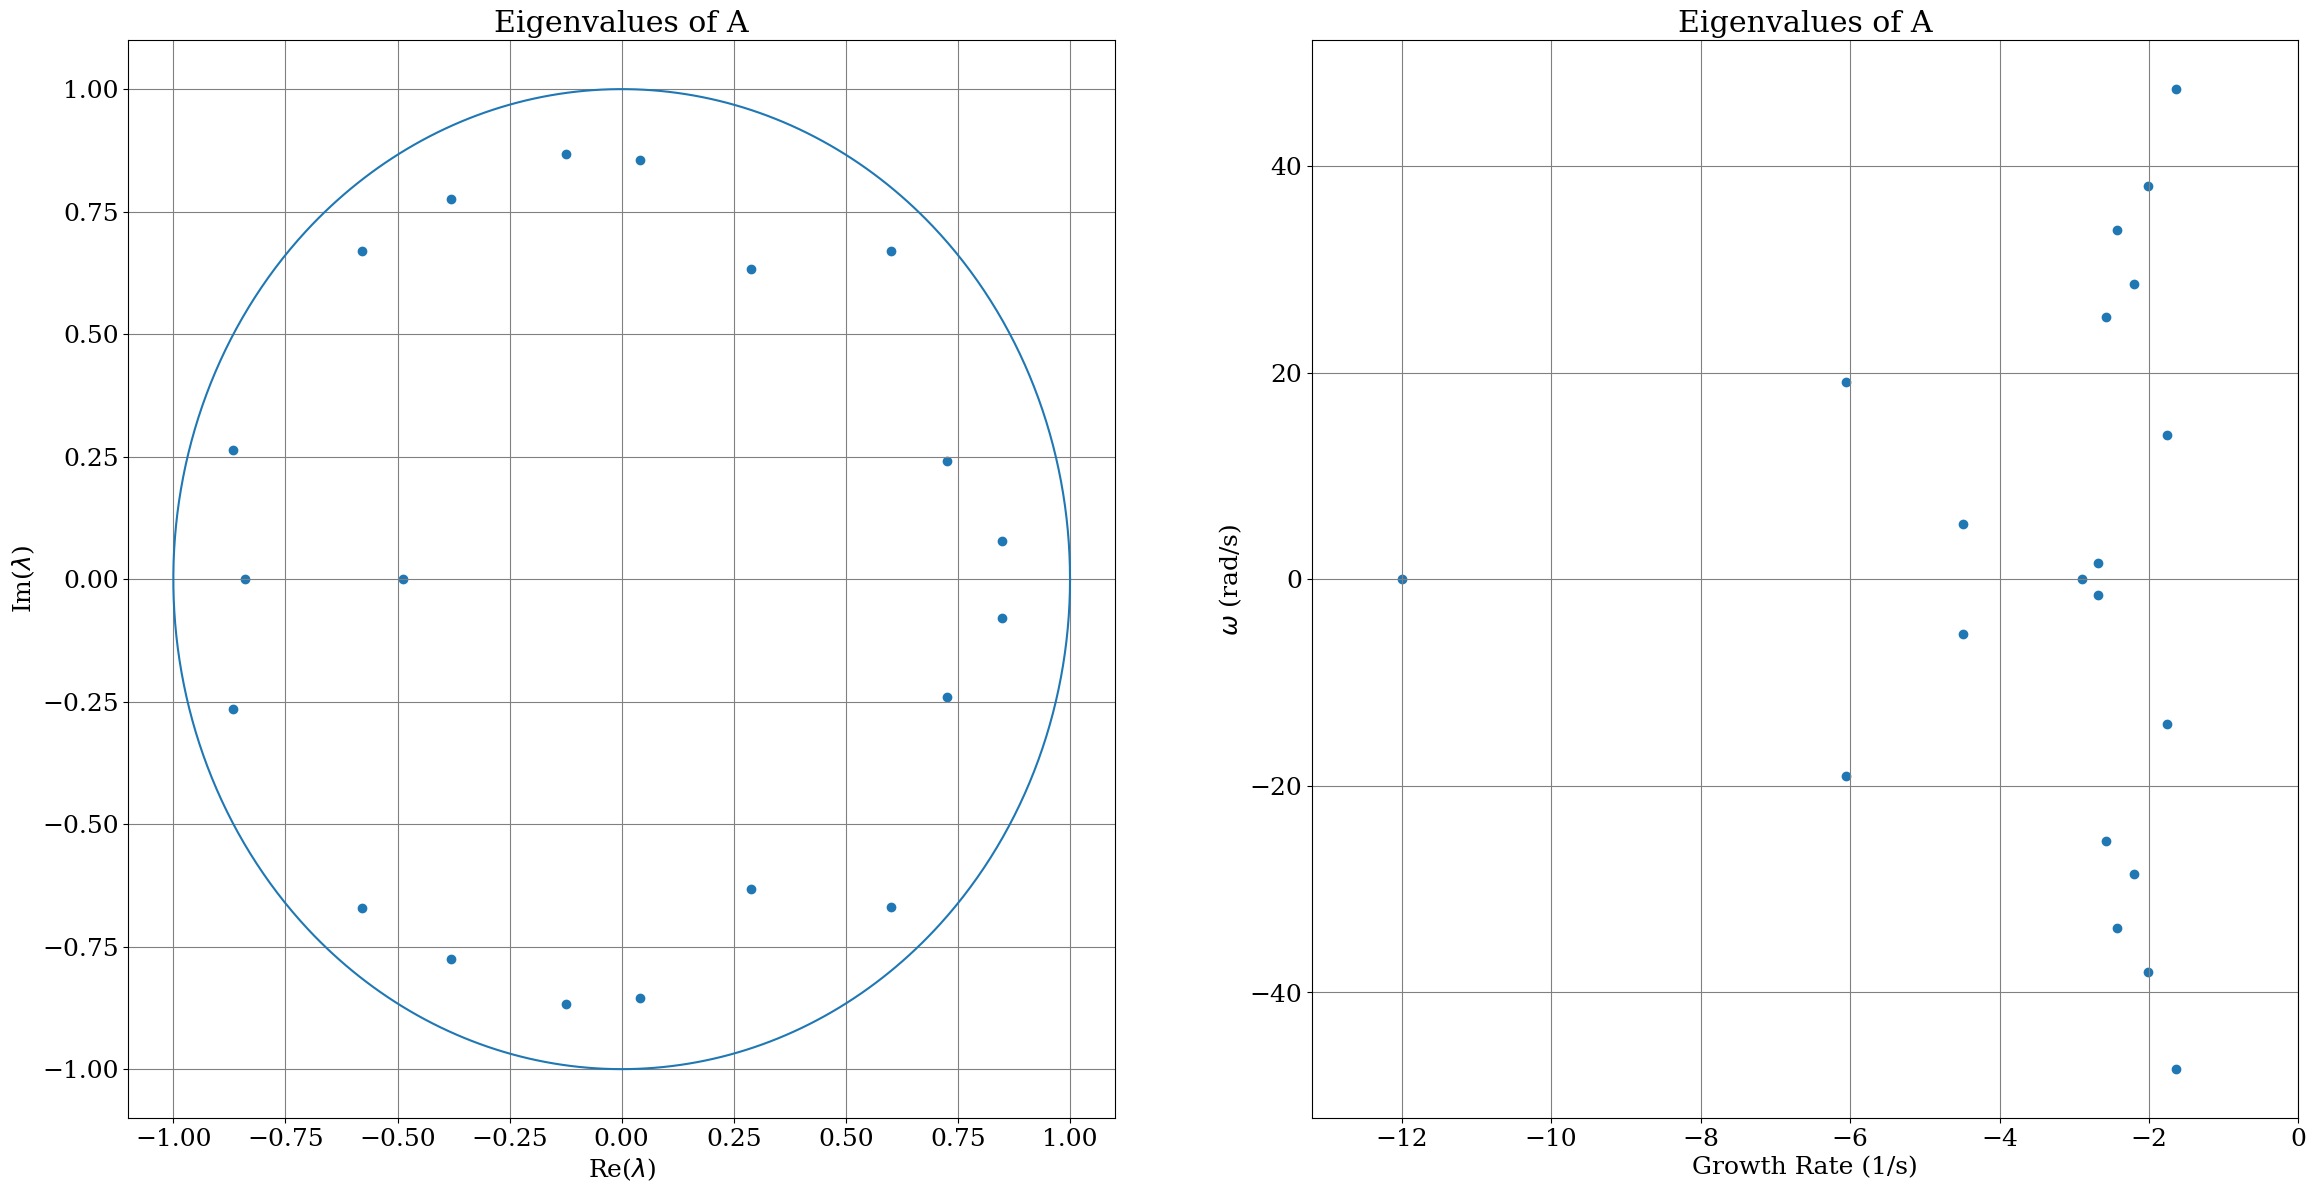 Eigenvalues of A
1.00
0.75
0.50
0.25
0.00
−0.25
−0.50
−0.75
−1.00
Im(λ)
−1.00 −0.75 −0.50 −0.25 0.00 0.25 0.50 0.75 1.00
Re(λ)
Eigenvalues of A
40
20
0
−20
−40
ω (rad/s)
−12 −10 −8 −6 −4 −2 0
Growth Rate (1/s)